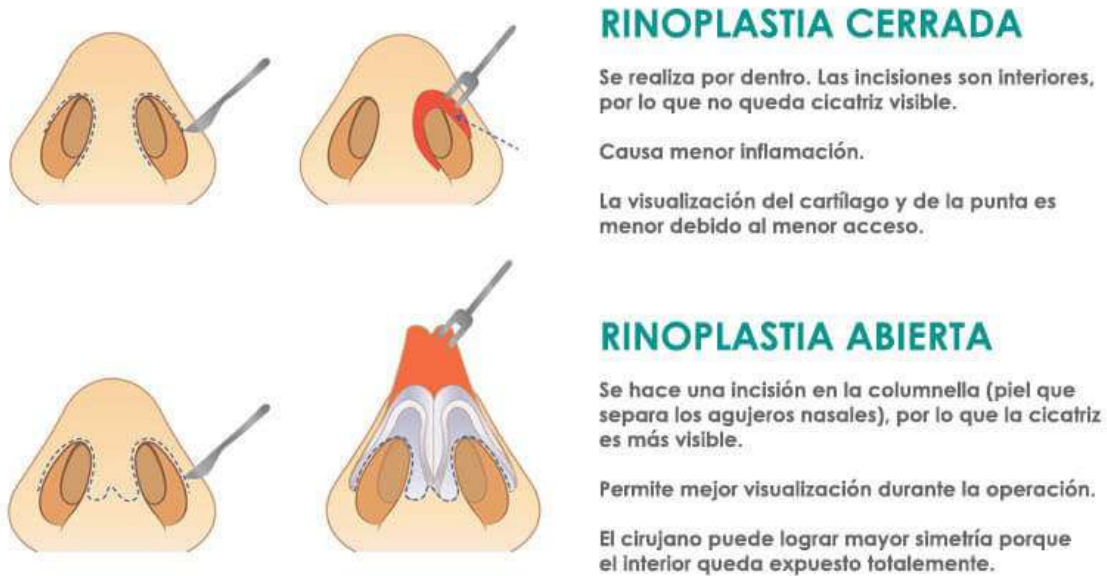 RINOPLASTIA CERRADA
Se realiza por dentro. Las incisiones son interiores,
por lo que no queda cicatriz visible.
Causa menor inflamación.
La visualización del cartílago y de la punta es
menor debido al menor acceso.
RINOPLASTIA ABIERTA
Se hace una incisión en la columnella (piel que
separa los agujeros nasales), por lo que la cicatriz
es más visible.
Permite mejor visualización durante la operación.
El cirujano puede lograr mayor simetría porque
el interior queda expuesto totalmente.